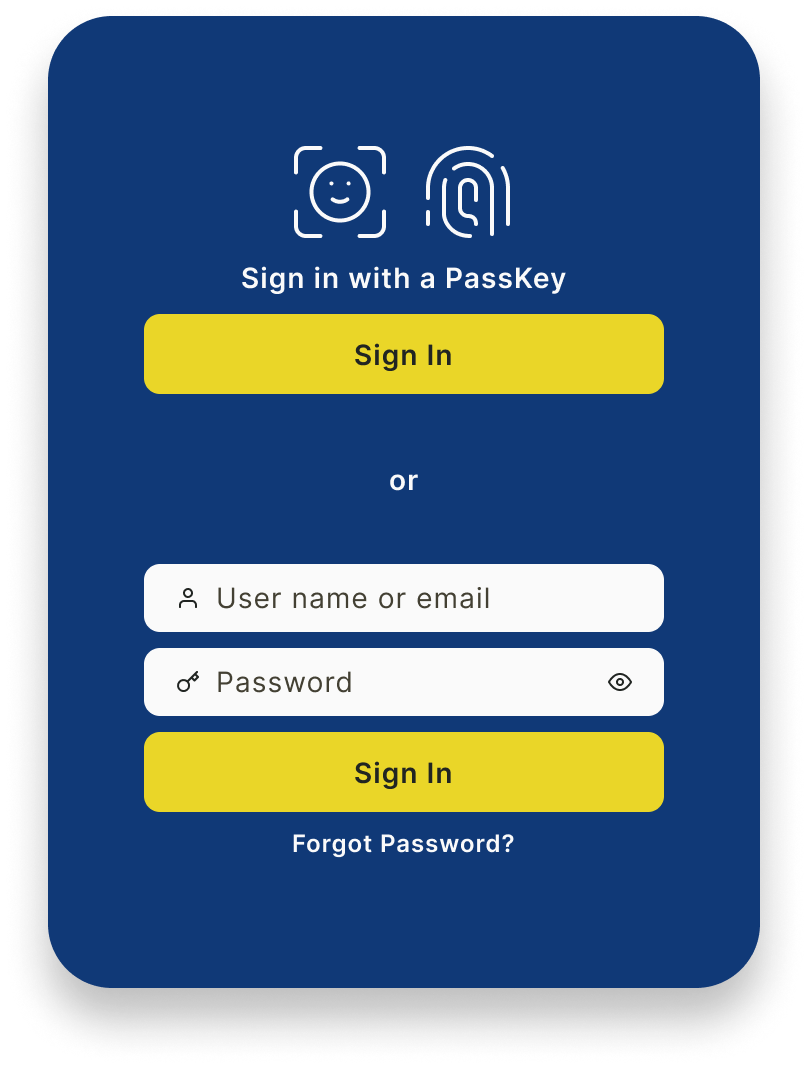 Sign in with a PassKey
Sign In
or
User name or email
Password
Sign In
Forgot Password?